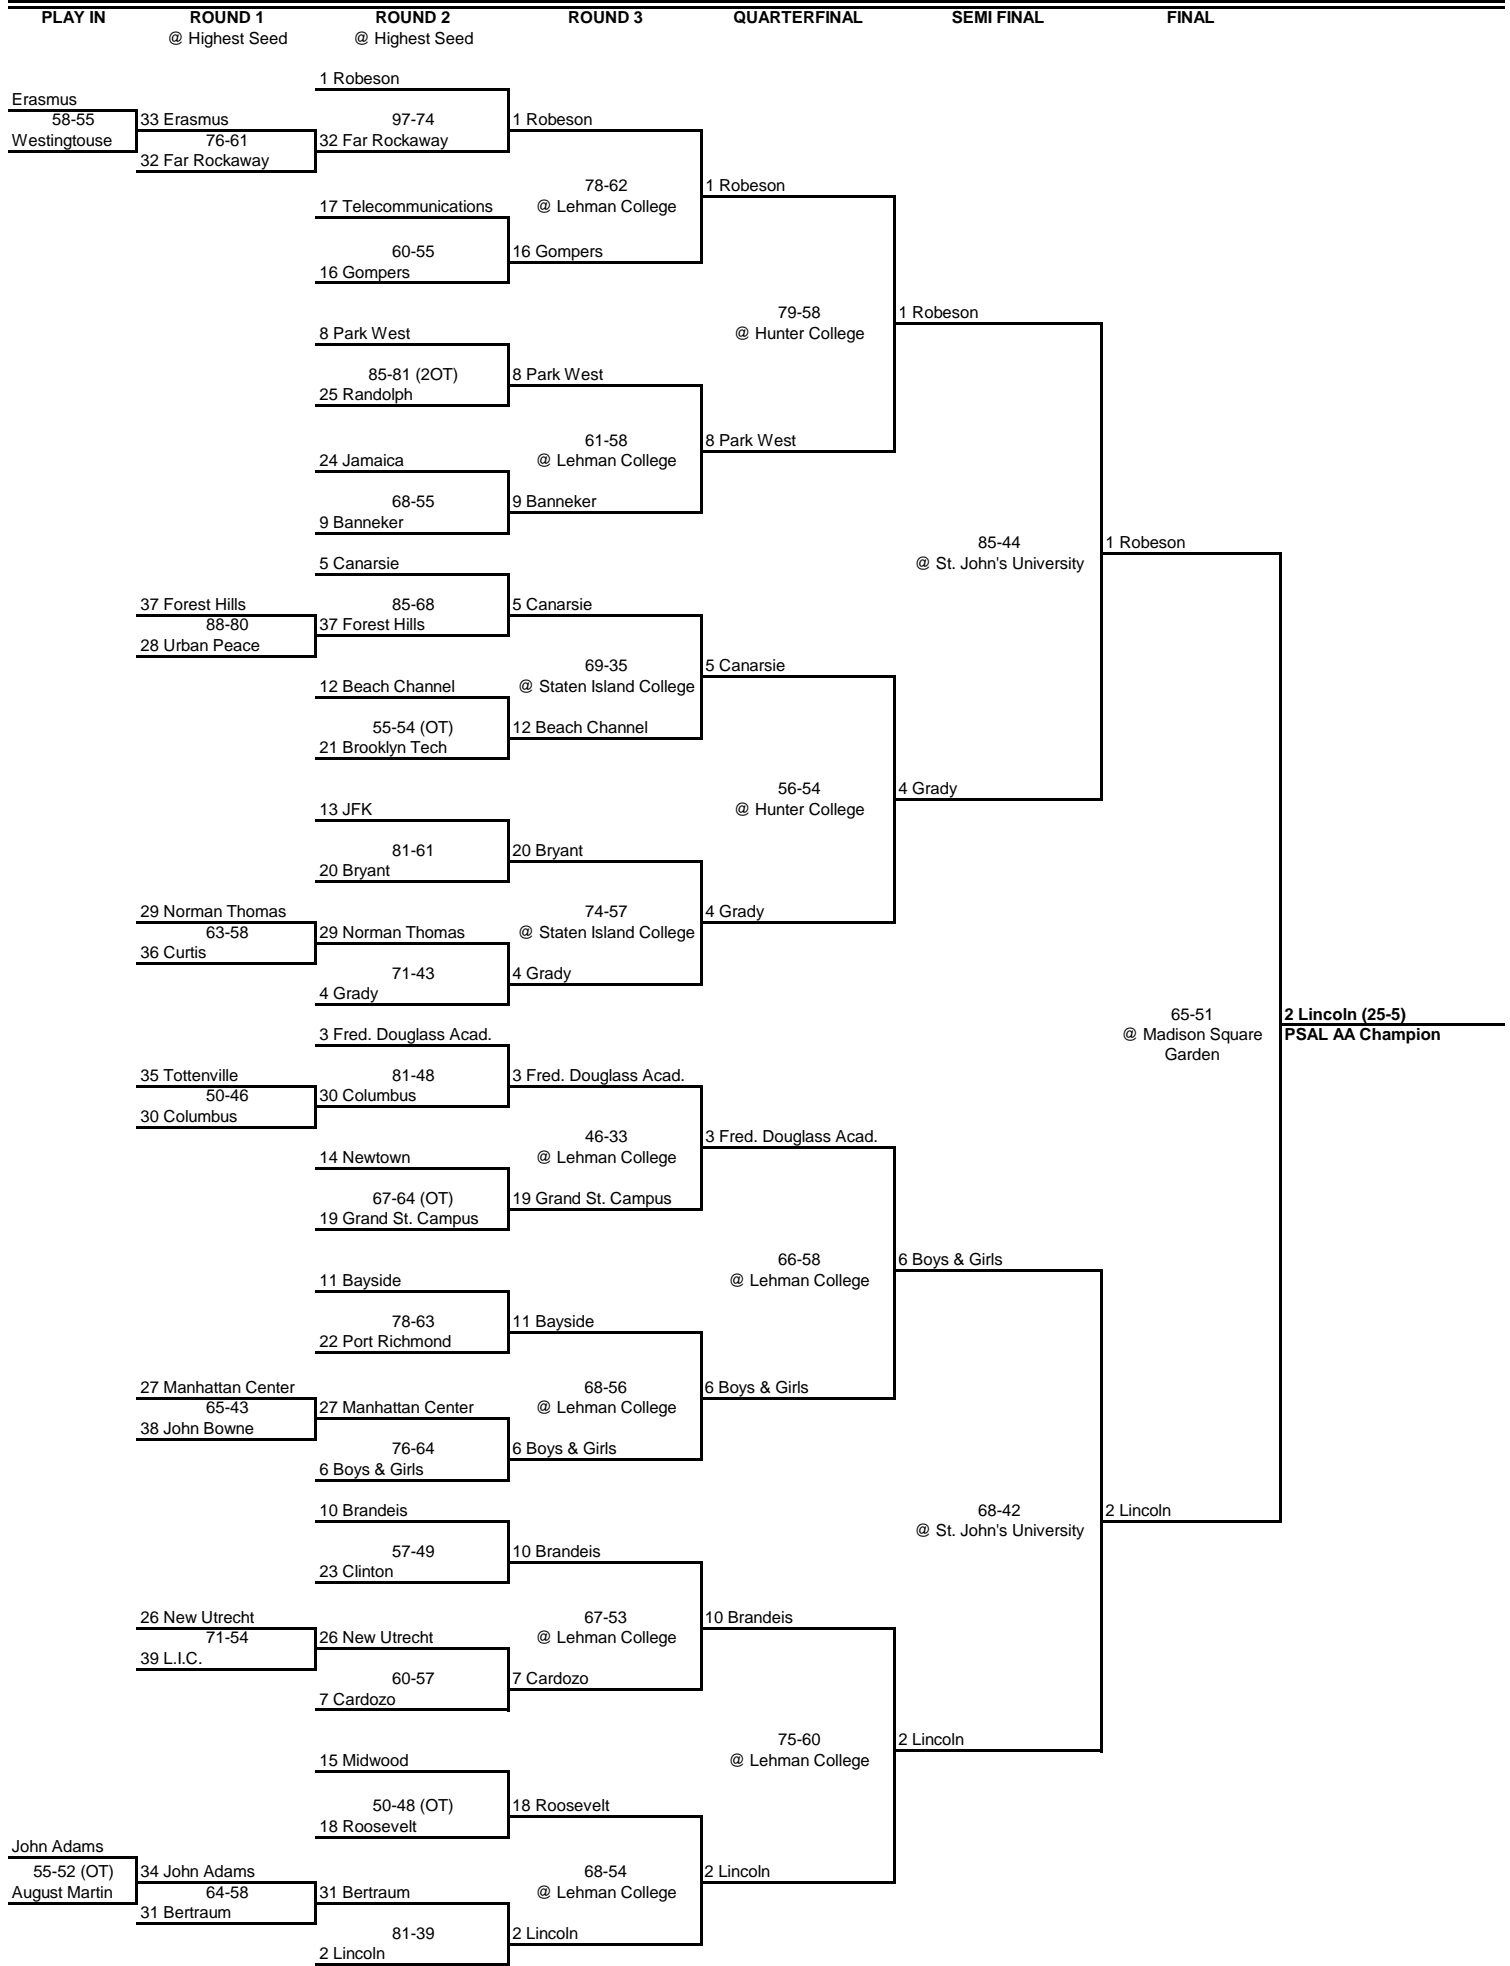 PLAY IN ROUND 1 ROUND 2 ROUND 3 QUARTERFINAL SEMI FINAL FINAL
@ Highest Seed @ Highest Seed
1 Robeson
Erasmus
58-55 33 Erasmus 97-74 1 Robeson
Westingtouse 76-61 32 Far Rockaway
32 Far Rockaway
78-62 1 Robeson
17 Telecommunications @ Lehman College
60-55 16 Gompers
16 Gompers
79-58 1 Robeson
8 Park West @ Hunter College
85-81 (2OT) 8 Park West
25 Randolph
61-58 8 Park West
24 Jamaica @ Lehman College
68-55 9 Banneker
9 Banneker
85-44 1 Robeson
5 Canarsie @ St. John's University
37 Forest Hills 85-68 5 Canarsie
88-80 37 Forest Hills
28 Urban Peace
69-35 5 Canarsie
12 Beach Channel @ Staten Island College
55-54 (OT) 12 Beach Channel
21 Brooklyn Tech
56-54 4 Grady
13 JFK @ Hunter College
81-61 20 Bryant
20 Bryant
29 Norman Thomas 74-57 4 Grady
63-58 29 Norman Thomas @ Staten Island College
36 Curtis
71-43 4 Grady
4 Grady
65-51 2 Lincoln (25-5)
3 Fred. Douglass Acad. @ Madison Square PSAL AA Champion
Garden
35 Tottenville 81-48 3 Fred. Douglass Acad.
50-46 30 Columbus
30 Columbus
46-33 3 Fred. Douglass Acad.
14 Newtown @ Lehman College
67-64 (OT) 19 Grand St. Campus
19 Grand St. Campus
66-58 6 Boys & Girls
11 Bayside @ Lehman College
78-63 11 Bayside
22 Port Richmond
27 Manhattan Center 68-56 6 Boys & Girls
65-43 27 Manhattan Center @ Lehman College
38 John Bowne
76-64 6 Boys & Girls
6 Boys & Girls
10 Brandeis 68-42 2 Lincoln
@ St. John's University
57-49 10 Brandeis
23 Clinton
26 New Utrecht 67-53 10 Brandeis
71-54 26 New Utrecht @ Lehman College
39 L.I.C.
60-57 7 Cardozo
7 Cardozo
75-60 2 Lincoln
15 Midwood @ Lehman College
50-48 (OT) 18 Roosevelt
18 Roosevelt
John Adams
55-52 (OT) 34 John Adams 68-54 2 Lincoln
August Martin 64-58 31 Bertraum @ Lehman College
31 Bertraum
81-39 2 Lincoln
2 Lincoln